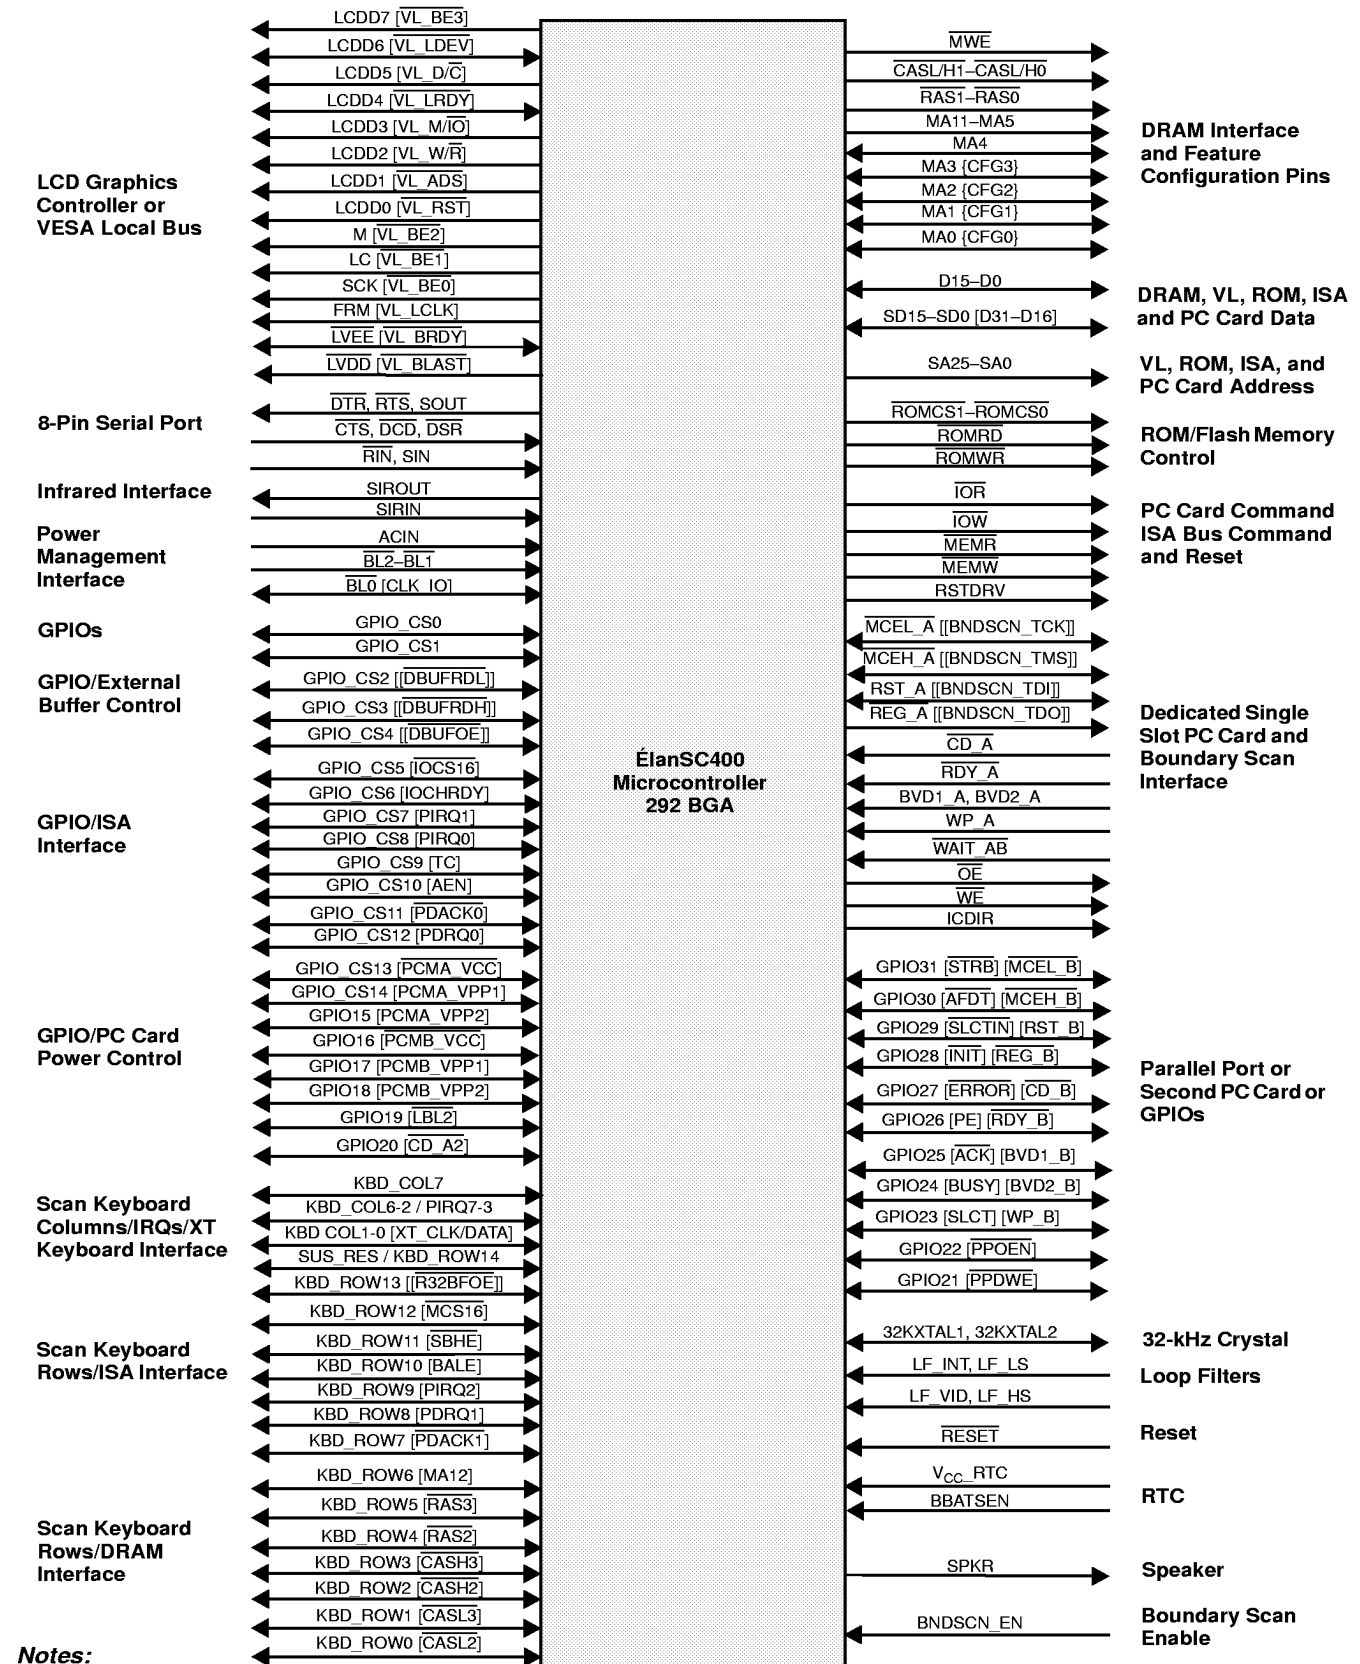 LCDD7 [VL_BE3]
LCDD6 [VL_LDEV]
LCDD5 [VL_D/C]
LCDD4 [VL_LRDY]
LCDD3 [VL_M/IO]
LCDD2 [VL_W/R]
LCDD1 [VL_ADS]
LCDD0 [VL_RST]
M [VL_BE2]
LC [VL_BE1]
SCK [VL_BE0]
FRM [VL_LCLK]
LVEE [VL_BRDY]
LVDD [VL_BLAST]
LCD Graphics
Controller or
VESA Local Bus
DTR, RTS, SOUT
CTS, DCD, DSR
RIN, SIN
8-Pin Serial Port
SIROUT
SIRIN
Infrared Interface
ACIN
BL2–BL1
BL0 [CLK_IO]
Power
Management
Interface
GPIO_CS0
GPIO_CS1
GPIOs
GPIO_CS2 [[DBUFRDL]]
GPIO_CS3 [[DBUFRDH]]
GPIO_CS4 [[DBUFOE]]
GPIO/External
Buffer Control
GPIO_CS5 [IOCS16]
GPIO_CS6 [IOCHRDY]
GPIO_CS7 [PIRQ1]
GPIO_CS8 [PIRQ0]
GPIO_CS9 [TC]
GPIO_CS10 [AEN]
GPIO_CS11 [PDACK0]
GPIO_CS12 [PDRQ0]
GPIO/ISA
Interface
GPIO_CS13 [PCMA_VCC]
GPIO_CS14 [PCMA_VPP1]
GPIO15 [PCMA_VPP2]
GPIO16 [PCMB_VCC]
GPIO17 [PCMB_VPP1]
GPIO18 [PCMB_VPP2]
GPIO19 [LBL2]
GPIO20 [CD_A2]
GPIO/PC Card
Power Control
KBD_COL7
KBD_COL6-2 / PIRQ7-3
KBD COL1-0 [XT_CLK/DATA]
SUS_RES / KBD_ROW14
KBD_ROW13 [[R32BFOE]]
Scan Keyboard
Columns/IRQs/XT
Keyboard Interface
KBD_ROW12 [MCS16]
KBD_ROW11 [SBHE]
KBD_ROW10 [BALE]
KBD_ROW9 [PIRQ2]
KBD_ROW8 [PDRQ1]
KBD_ROW7 [PDACK1]
Scan Keyboard
Rows/ISA Interface
KBD_ROW6 [MA12]
KBD_ROW5 [RAS3]
KBD_ROW4 [RAS2]
KBD_ROW3 [CASH3]
KBD_ROW2 [CASH2]
KBD_ROW1 [CASL3]
KBD_ROW0 [CASL2]
Scan Keyboard
Rows/DRAM
Interface
Notes:
ÉlanSC400
Microcontroller
292 BGA
MWE
CASL/H1–CASL/H0
RAS1–RAS0
MA11–MA5
MA4
MA3 {CFG3}
MA2 {CFG2}
MA1 {CFG1}
MA0 {CFG0}
DRAM Interface
and Feature
Configuration Pins
D15–D0
SD15–SD0 [D31–D16]
DRAM, VL, ROM, ISA
and PC Card Data
SA25–SA0
VL, ROM, ISA, and
PC Card Address
ROMCS1–ROMCS0
ROMRD
ROMWR
ROM/Flash Memory
Control
IOR
IOW
MEMR
MEMW
RSTDRV
PC Card Command
ISA Bus Command
and Reset
MCEL_A [[BNDSCN_TCK]]
MCEH_A [[BNDSCN_TMS]]
RST_A [[BNDSCN_TDI]]
REG_A [[BNDSCN_TDO]]
CD_A
RDY_A
BVD1_A, BVD2_A
WP_A
WAIT_AB
OE
WE
ICDIR
Dedicated Single
Slot PC Card and
Boundary Scan
Interface
GPIO31 [STRB] [MCEL_B]
GPIO30 [AFDT] [MCEH_B]
GPIO29 [SLCTIN] [RST_B]
GPIO28 [INIT] [REG_B]
GPIO27 [ERROR] [CD_B]
GPIO26 [PE] [RDY_B]
GPIO25 [ACK] [BVD1_B]
GPIO24 [BUSY] [BVD2_B]
GPIO23 [SLCT] [WP_B]
GPIO22 [PPOEN]
GPIO21 [PPDWE]
Parallel Port or
Second PC Card or
GPIOs
32KXTAL1, 32KXTAL2
32-kHz Crystal
LF_INT, LF_LS
LF_VID, LF_HS
Loop Filters
RESET
Reset
VCC_RTC
BBATSEN
RTC
SPKR
Speaker
BNDSCN_EN
Boundary Scan
Enable